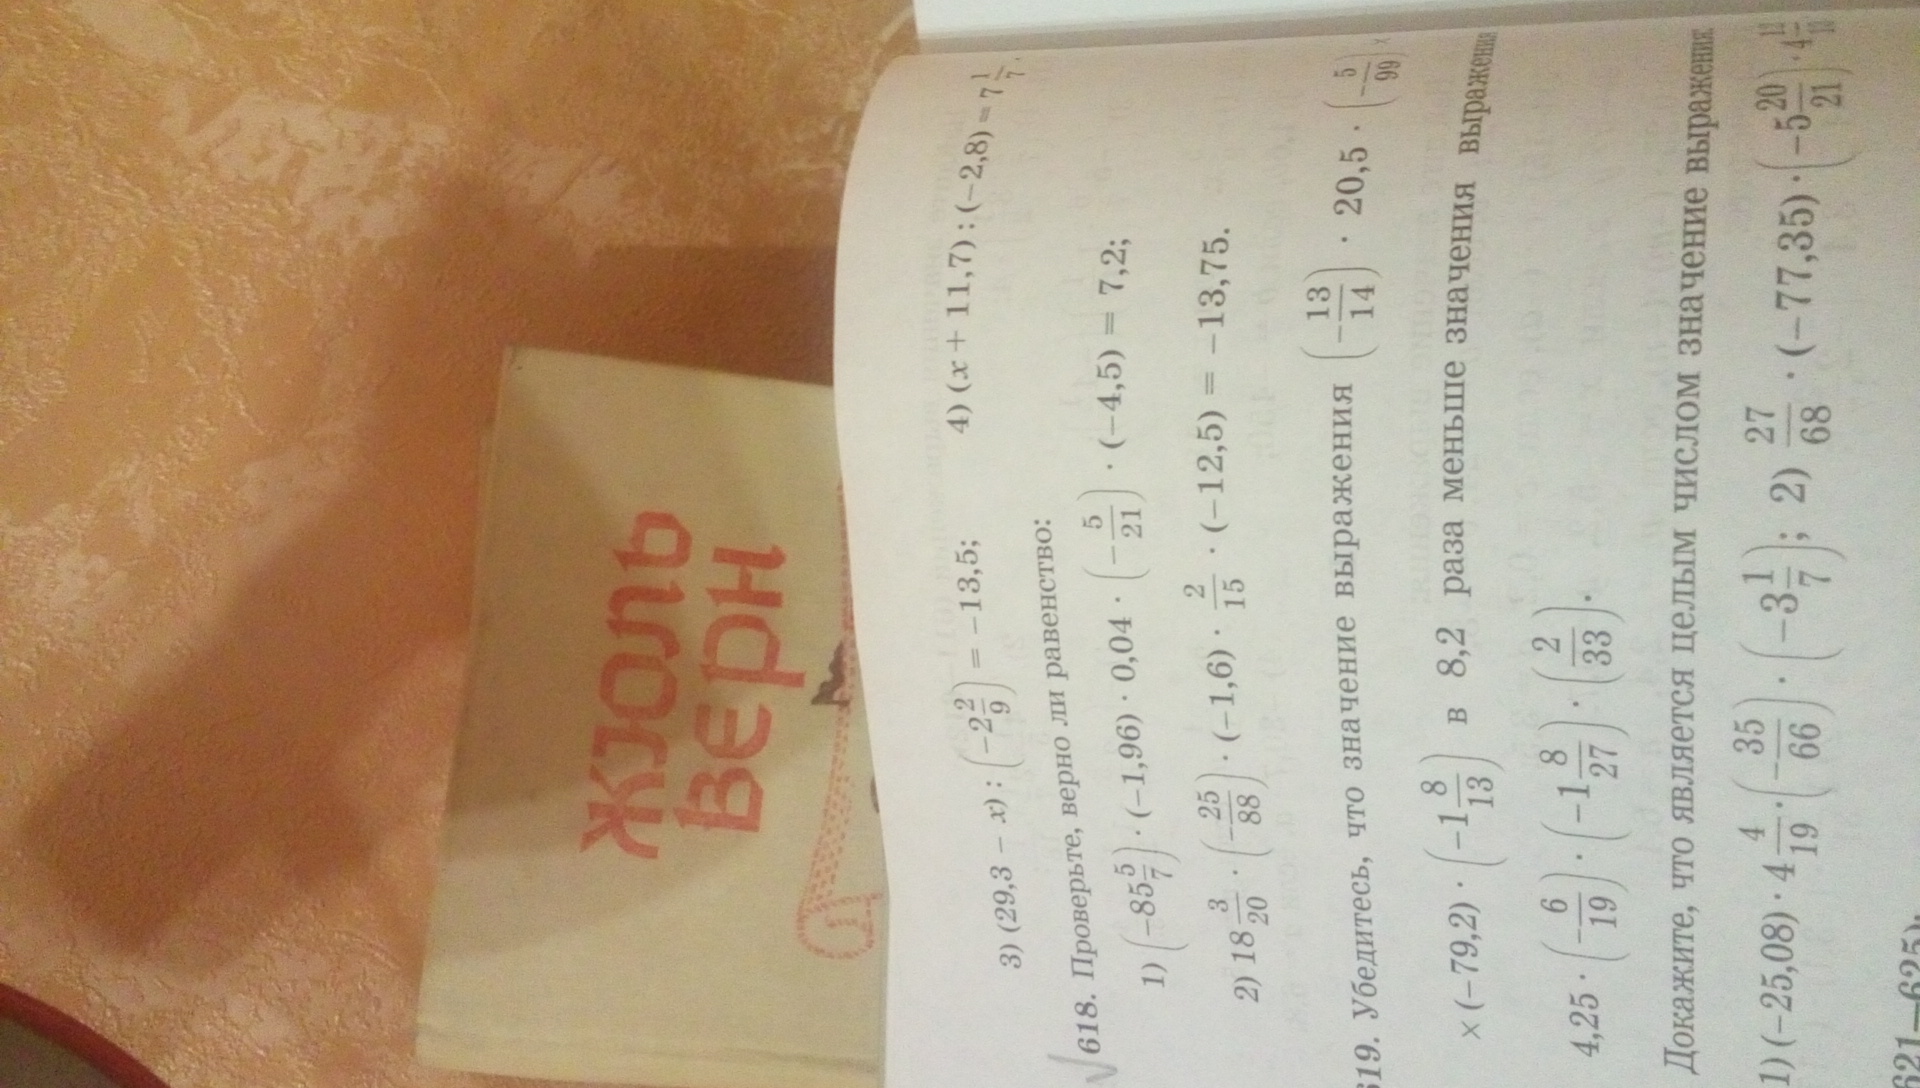 ЖЮЛЬ
ВЕРН
3) (29,3 − x) : (−2 2/9) = −13,5; 4) (x + 11,7) : (−2,8) = 7 1/7.
618. Проверьте, верно ли равенство:
1) (−85 5/7) · (−1,96) · 0,04 · (−5/21) · (−4,5) = 7,2;
2) 18 3/20 · (−25/88) · (−1,6) · 2/15 · (−12,5) = −13,75.
619. Убедитесь, что значение выражения (−13/14) · 20,5 · (−5/99) ×
× (−79,2) · (−1 8/13) в 8,2 раза меньше значения выражения
4,25 · (−6/19) · (−1 8/27) · (2/33).
Докажите, что является целым числом значение выражения:
1) (−25,08) · 4 4/19 · (−35/66) · (−3 1/7); 2) 27/68 · (−77,35) · (−5 20/21) · 4
621—625).